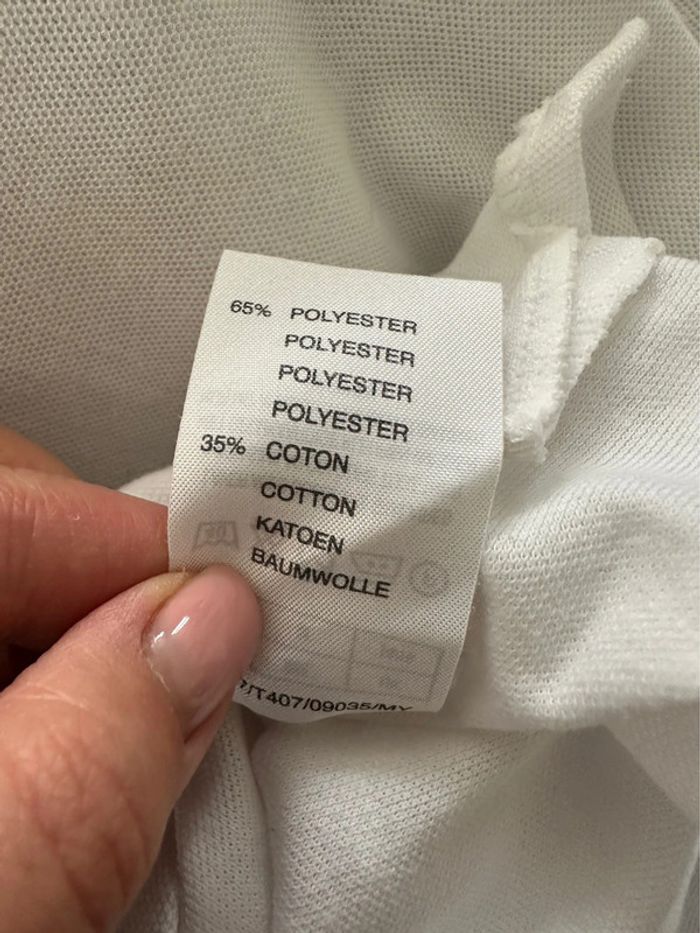 65% POLYESTER
POLYESTER
POLYESTER
POLYESTER
35% COTON
COTTON
KATOEN
BAUMWOLLE
/T407/09035/MY